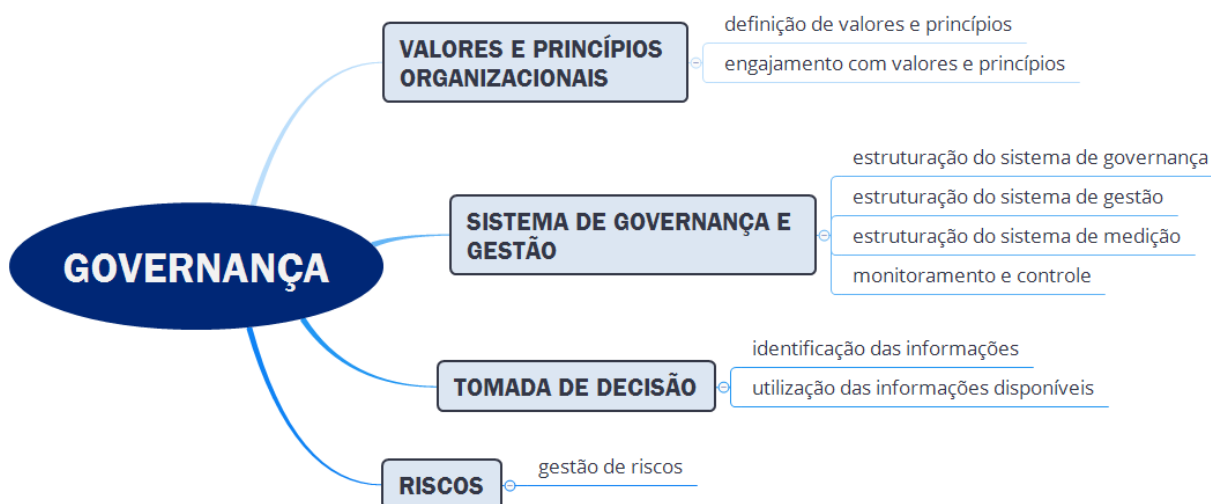 GOVERNANÇA
VALORES E PRINCÍPIOS
ORGANIZACIONAIS
definição de valores e princípios
engajamento com valores e princípios
SISTEMA DE GOVERNANÇA E
GESTÃO
estruturação do sistema de governança
estruturação do sistema de gestão
estruturação do sistema de medição
monitoramento e controle
TOMADA DE DECISÃO
identificação das informações
utilização das informações disponíveis
RISCOS
gestão de riscos